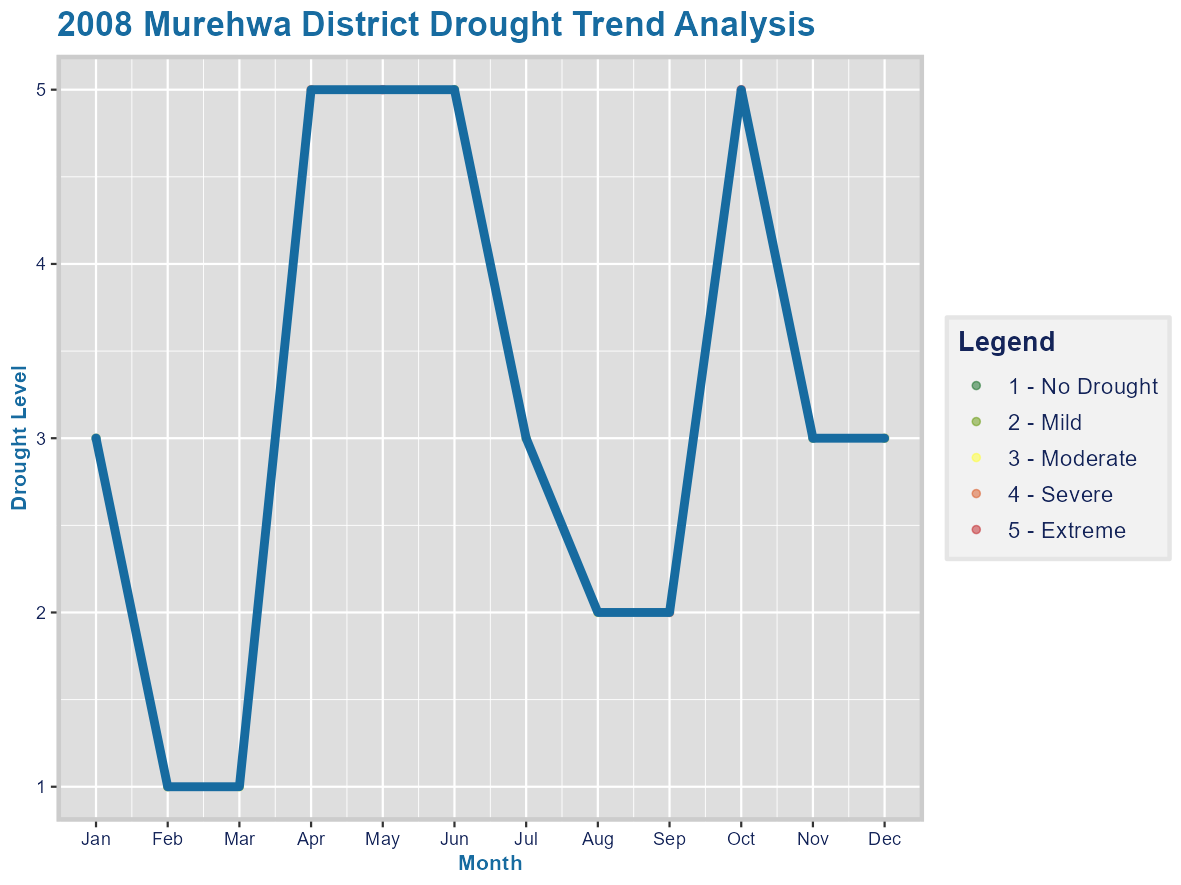 2008 Murehwa District Drought Trend Analysis
Drought Level
5
4
3
2
1
Jan Feb Mar Apr May Jun Jul Aug Sep Oct Nov Dec
Month
Legend
1 - No Drought
2 - Mild
3 - Moderate
4 - Severe
5 - Extreme